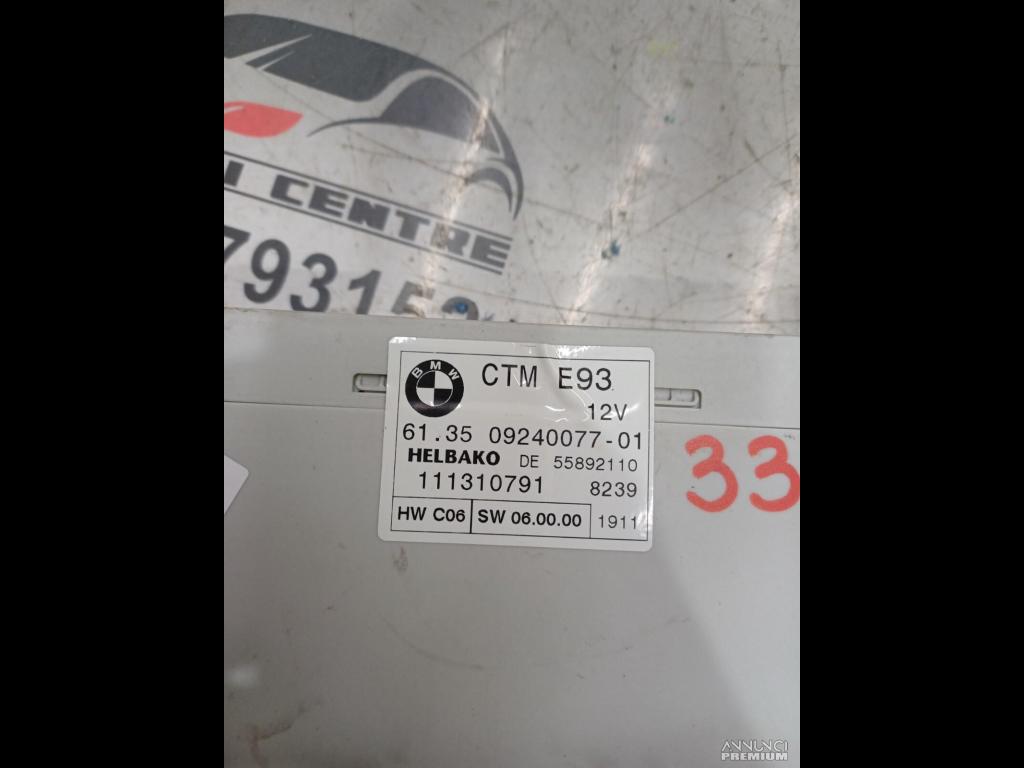 CENTRE
793152
BMW
CTM E93
12V
61.35 09240077-01
HELBAKO DE 55892110
111310791 8239
HW C06 SW 06.00.00 1911
33
ANNUNCI
PREMIUM